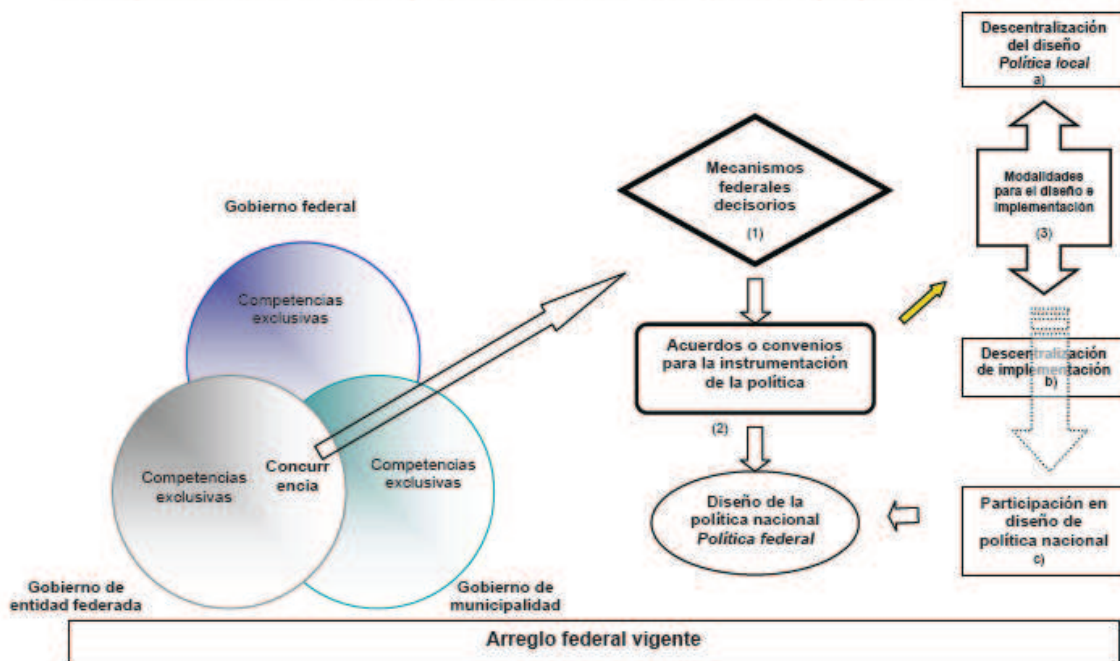 Gobierno federal
Competencias
exclusivas
Competencias
exclusivas
Concurr
encia
Competencias
exclusivas
Gobierno de
entidad federada
Gobierno de
municipalidad
Mecanismos
federales
decisorios
(1)
Acuerdos o convenios
para la instrumentación
de la política
(2)
Diseño de la
política nacional
Política federal
Descentralización
del diseño
Política local
a)
Modalidades
para el diseño e
implementación
(3)
Descentralización
de implementación
b)
Participación en
diseño de
política nacional
c)
Arreglo federal vigente